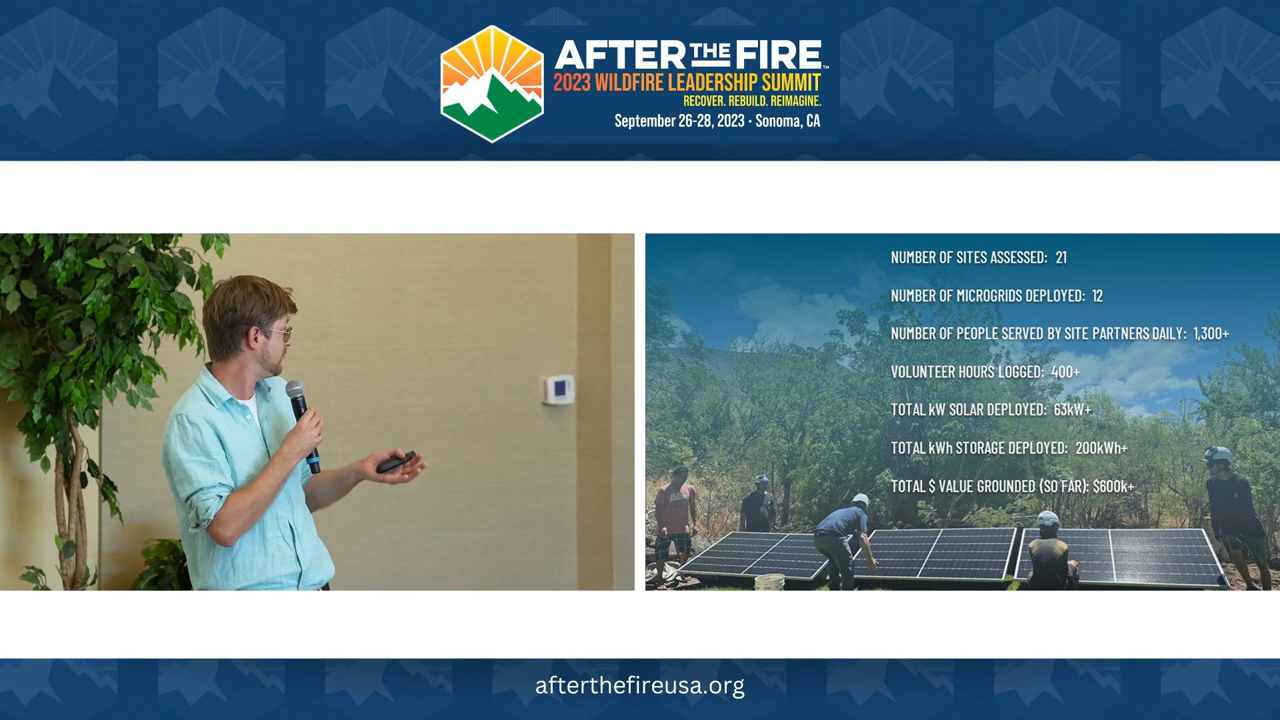 AFTER THE FIRE™
2023 WILDFIRE LEADERSHIP SUMMIT
RECOVER. REBUILD. REIMAGINE.
September 26-28, 2023 • Sonoma, CA
NUMBER OF SITES ASSESSED: 21
NUMBER OF MICROGRIDS DEPLOYED: 12
NUMBER OF PEOPLE SERVED BY SITE PARTNERS DAILY: 1,300+
VOLUNTEER HOURS LOGGED: 400+
TOTAL kW SOLAR DEPLOYED: 63kW+
TOTAL kWh STORAGE DEPLOYED: 200kWh+
TOTAL $ VALUE GROUNDED (SO FAR): $600k+
afterthefireusa.org